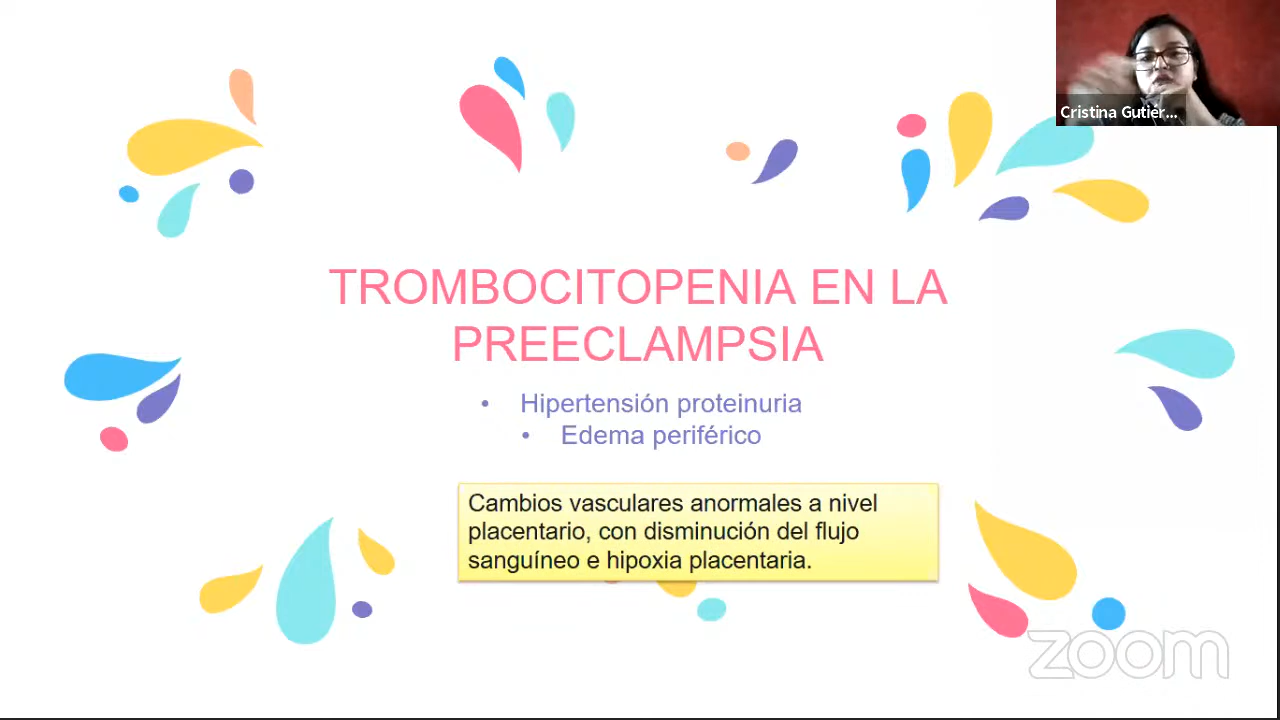 Cristina Gutiér...
TROMBOCITOPENIA EN LA
PREECLAMPSIA
• Hipertensión proteinuria
• Edema periférico
Cambios vasculares anormales a nivel
placentario, con disminución del flujo
sanguíneo e hipoxia placentaria.
zoom